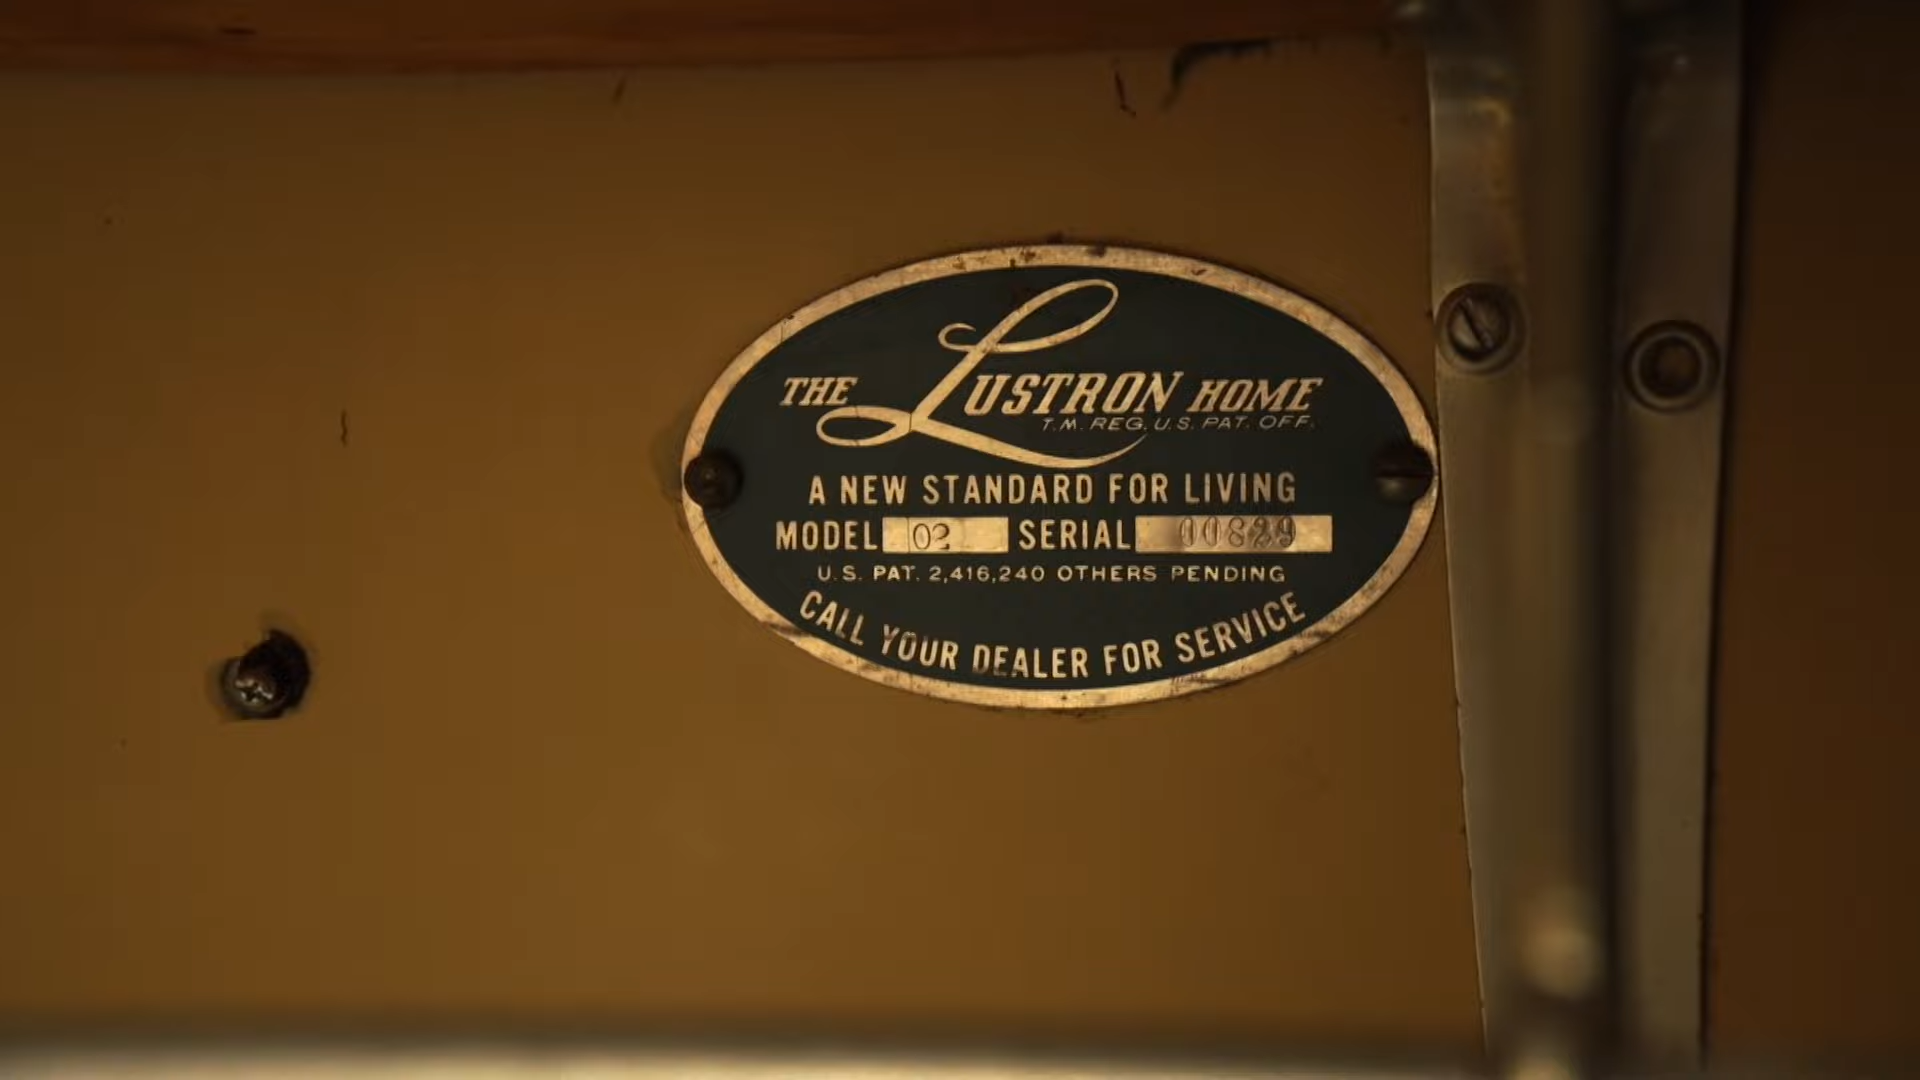 THE LUSTRON HOME
T.M. REG. U.S. PAT. OFF.
A NEW STANDARD FOR LIVING
MODEL 02 SERIAL 00829
U.S. PAT. 2,416,240 OTHERS PENDING
CALL YOUR DEALER FOR SERVICE